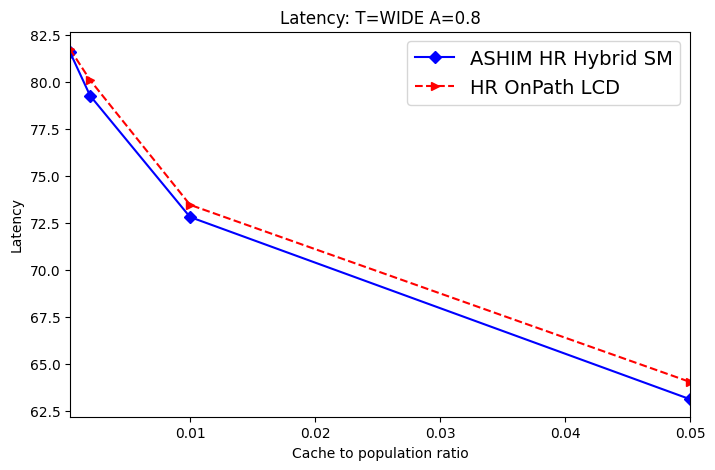 Latency: T=WIDE A=0.8
82.5
80.0
77.5
75.0
72.5
70.0
67.5
65.0
62.5
Latency
ASHIM HR Hybrid SM
HR OnPath LCD
0.01
0.02
0.03
0.04
0.05
Cache to population ratio